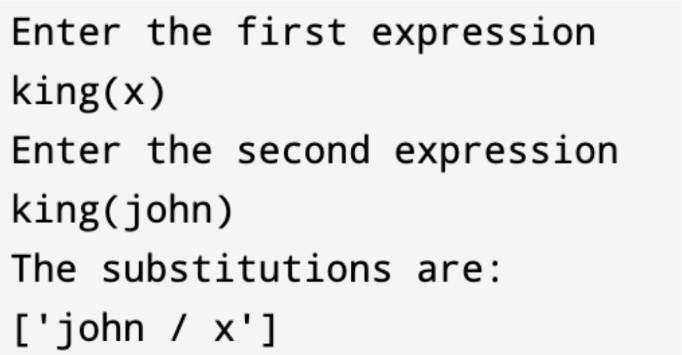 Enter the first expression
king(x)
Enter the second expression
king(john)
The substitutions are:
['john / x']